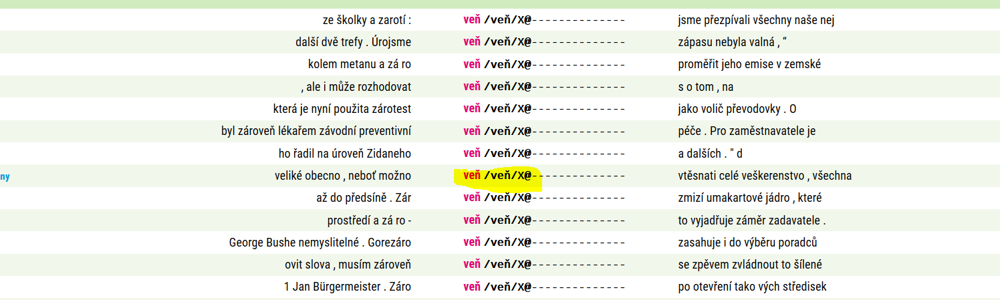 ze školky a zarotí : veň /veň/X@-------------- jsme přezpívali všechny naše nej
další dvě trefy . Úrojsme veň /veň/X@-------------- zápasu nebyla valná , “
kolem metanu a zá ro veň /veň/X@-------------- proměřit jeho emise v zemské
, ale i může rozhodovat veň /veň/X@-------------- s o tom , na
která je nyní použita zárotest veň /veň/X@-------------- jako volič převodovky . O
byl zároveň lékařem závodní preventivní veň /veň/X@-------------- péče . Pro zaměstnavatele je
ho řadil na úroveň Zidaneho veň /veň/X@-------------- a dalších . " d
ny veliké obecno , neboť možno veň /veň/X@-------------- vtěsnati celé veškerenstvo , všechna
až do předsíně . Zár veň /veň/X@-------------- zmizí umakartové jádro , které
prostředí a zá ro - veň /veň/X@-------------- to vyjadřuje záměr zadavatele .
George Bushe nemyslitelné . Gorezáro veň /veň/X@-------------- zasahuje i do výběru poradců
ovit slova , musím zároveň veň /veň/X@-------------- se zpěvem zvládnout to šílené
1 Jan Bürgermeister . Záro veň /veň/X@-------------- po otevření tako vých středisek